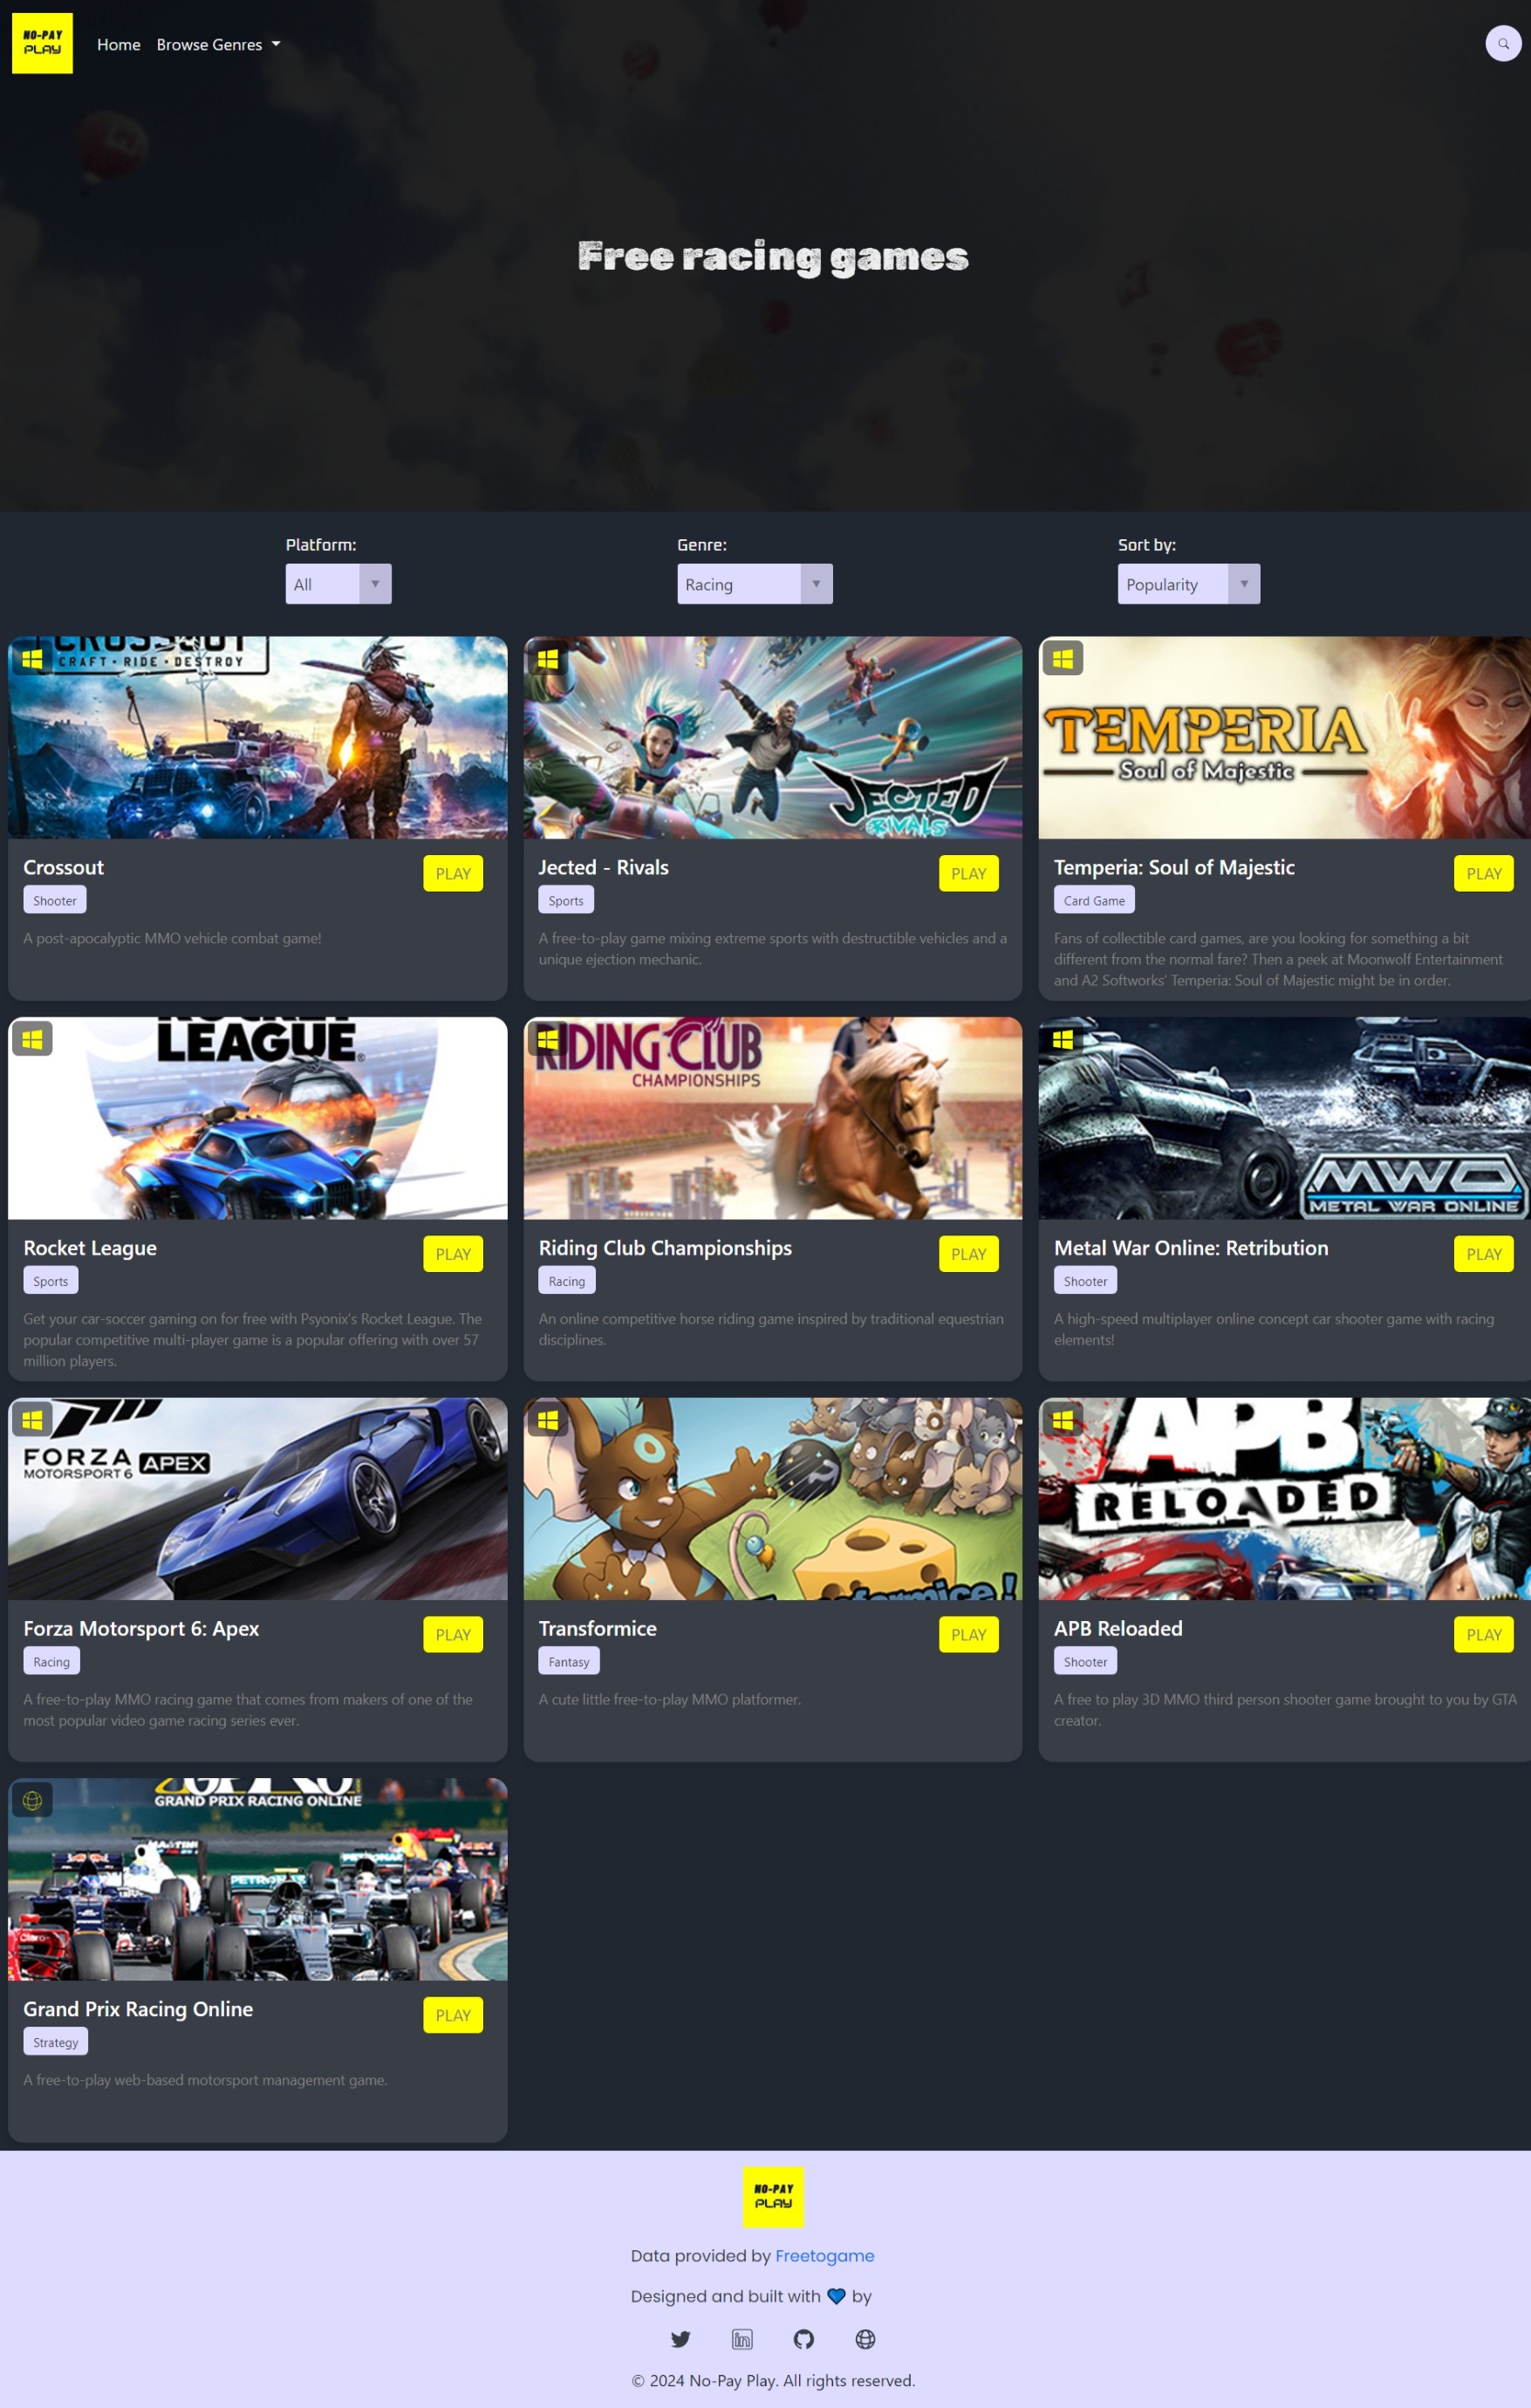 NO-PAY
PLAY
Home
Browse Genres
Free racing games
Platform:
Genre:
Sort by:
All
Racing
Popularity
CROSSOUT
CRAFT • RIDE • DESTROY
JECTED
RIVALS
TEMPERIA
Soul of Majestic
Crossout
PLAY
Shooter
A post-apocalyptic MMO vehicle combat game!
Jected - Rivals
PLAY
Sports
A free-to-play game mixing extreme sports with destructible vehicles and a
unique ejection mechanic.
Temperia: Soul of Majestic
PLAY
Card Game
Fans of collectible card games, are you looking for something a bit
different from the normal fare? Then a peek at Moonwolf Entertainment
and A2 Softworks’ Temperia: Soul of Majestic might be in order.
ROCKET
LEAGUE
RIDING CLUB
CHAMPIONSHIPS
MWO
METAL WAR ONLINE
Rocket League
PLAY
Sports
Get your car-soccer gaming on for free with Psyonix's Rocket League. The
popular competitive multi-player game is a popular offering with over 57
million players.
Riding Club Championships
PLAY
Racing
An online competitive horse riding game inspired by traditional equestrian
disciplines.
Metal War Online: Retribution
PLAY
Shooter
A high-speed multiplayer online concept car shooter game with racing
elements!
FORZA
MOTORSPORT 6 APEX
APB
RELOADED
Forza Motorsport 6: Apex
PLAY
Racing
A free-to-play MMO racing game that comes from makers of one of the
most popular video game racing series ever.
Transformice
PLAY
Fantasy
A cute little free-to-play MMO platformer.
APB Reloaded
PLAY
Shooter
A free to play 3D MMO third person shooter game brought to you by GTA
creator.
GRAND PRIX RACING ONLINE
MARTINI
PETRONAS
PETRONAS
Claro
Grand Prix Racing Online
PLAY
Strategy
A free-to-play web-based motorsport management game.
NO-PAY
PLAY
Data provided by Freetogame
Designed and built with 💙 by
in
© 2024 No-Pay Play. All rights reserved.